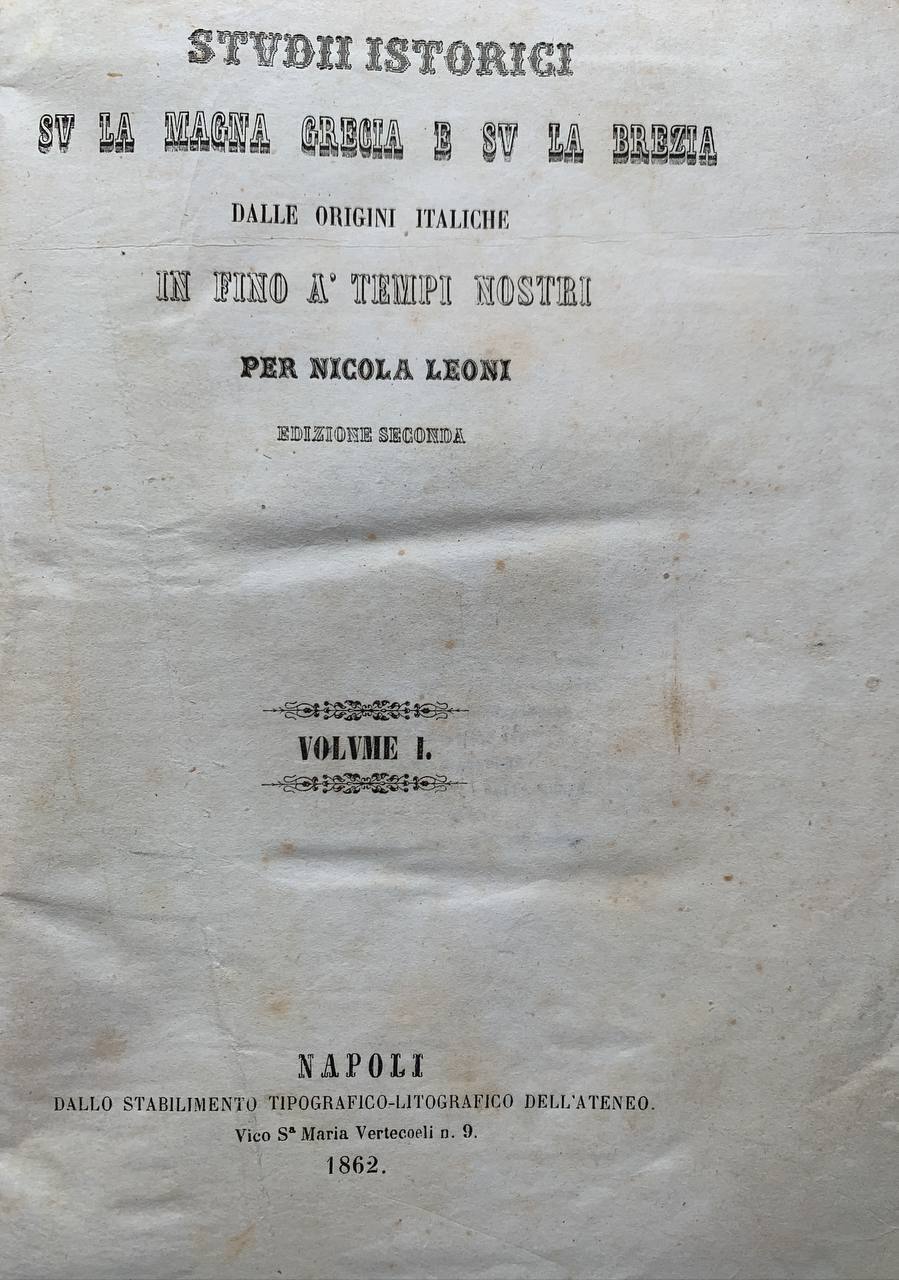 STVDII ISTORICI
SV LA MAGNA GRECIA E SV LA BREZIA
DALLE ORIGINI ITALICHE
IN FINO A' TEMPI NOSTRI
PER NICOLA LEONI
EDIZIONE SECONDA
VOLVME I.
NAPOLI
DALLO STABILIMENTO TIPOGRAFICO-LITOGRAFICO DELL'ATENEO.
Vico Sª Maria Vertecoeli n. 9.
1862.